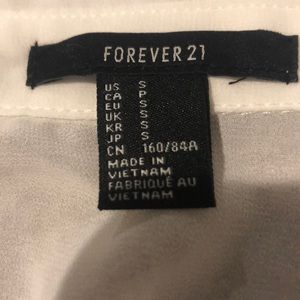 FOREVER 21
US S
CA P
EU S
UK S
KR S
JP S
CN 160/84A
MADE IN
VIETNAM
FABRIQUÉ AU
VIETNAM